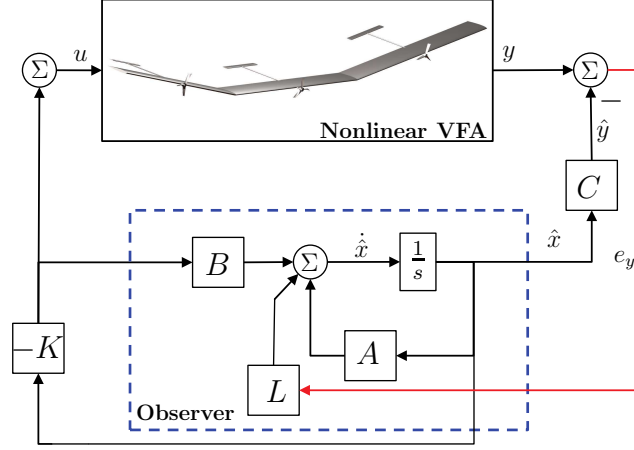 Σ
u
y
Σ
Nonlinear VFA
−
ŷ
C
B
Σ
ẋ̂
1/s
x̂
e_y
−K
A
L
Observer